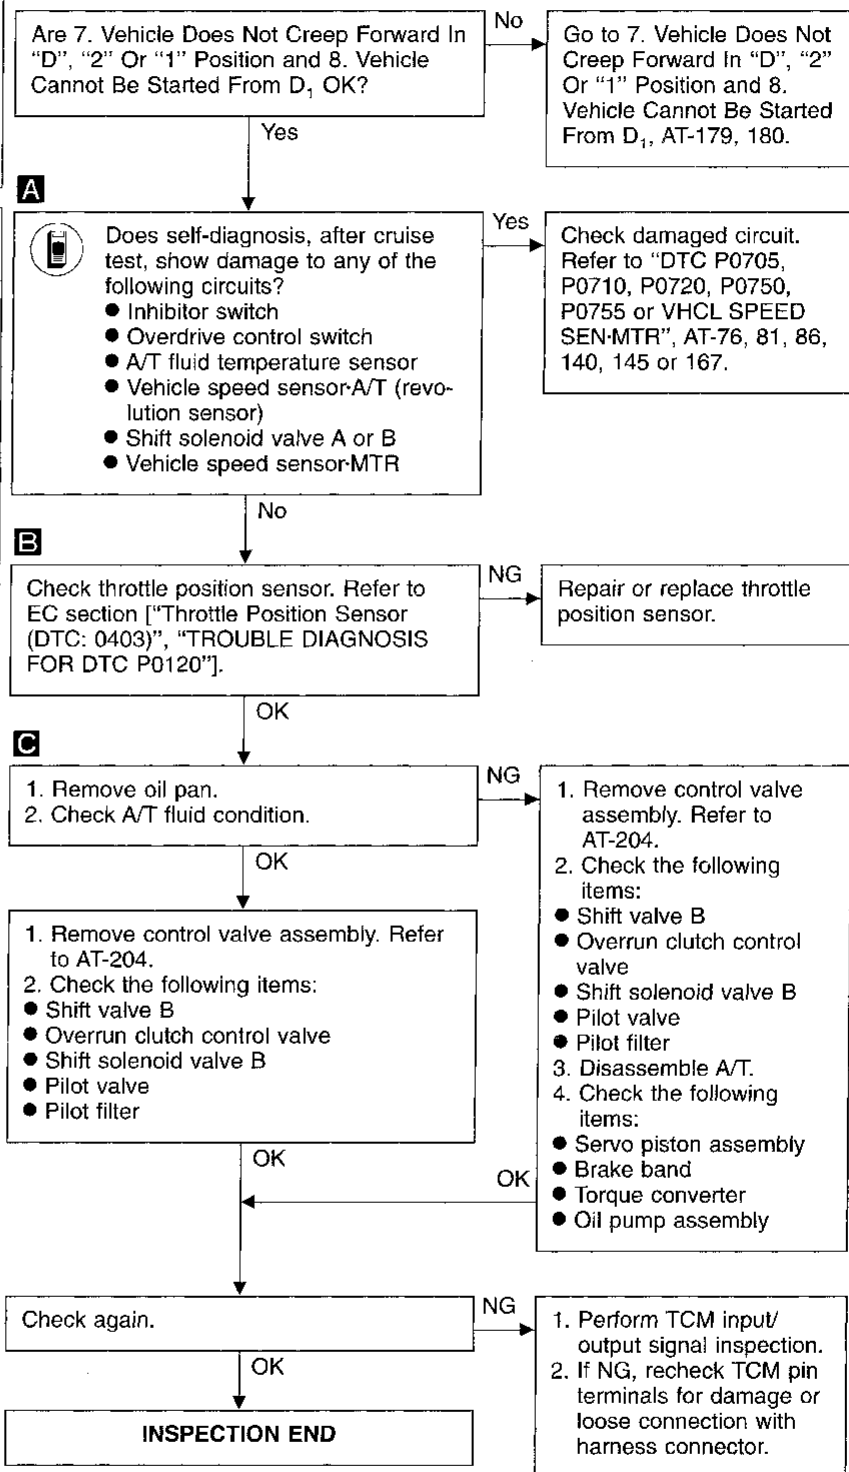 Are 7. Vehicle Does Not Creep Forward In
"D", "2" Or "1" Position and 8. Vehicle
Cannot Be Started From D₁ OK?
No
Go to 7. Vehicle Does Not
Creep Forward In "D", "2"
Or "1" Position and 8.
Vehicle Cannot Be Started
From D₁, AT-179, 180.
Yes
A
Does self-diagnosis, after cruise
test, show damage to any of the
following circuits?
● Inhibitor switch
● Overdrive control switch
● A/T fluid temperature sensor
● Vehicle speed sensor·A/T (revo-
lution sensor)
● Shift solenoid valve A or B
● Vehicle speed sensor·MTR
Yes
Check damaged circuit.
Refer to "DTC P0705,
P0710, P0720, P0750,
P0755 or VHCL SPEED
SEN·MTR", AT-76, 81, 86,
140, 145 or 167.
No
B
Check throttle position sensor. Refer to
EC section ["Throttle Position Sensor
(DTC: 0403)", "TROUBLE DIAGNOSIS
FOR DTC P0120"].
NG
Repair or replace throttle
position sensor.
OK
C
1. Remove oil pan.
2. Check A/T fluid condition.
NG
1. Remove control valve
assembly. Refer to
AT-204.
2. Check the following
items:
● Shift valve B
● Overrun clutch control
valve
● Shift solenoid valve B
● Pilot valve
● Pilot filter
3. Disassemble A/T.
4. Check the following
items:
● Servo piston assembly
● Brake band
● Torque converter
● Oil pump assembly
OK
1. Remove control valve assembly. Refer
to AT-204.
2. Check the following items:
● Shift valve B
● Overrun clutch control valve
● Shift solenoid valve B
● Pilot valve
● Pilot filter
OK
OK
Check again.
NG
1. Perform TCM input/
output signal inspection.
2. If NG, recheck TCM pin
terminals for damage or
loose connection with
harness connector.
OK
INSPECTION END